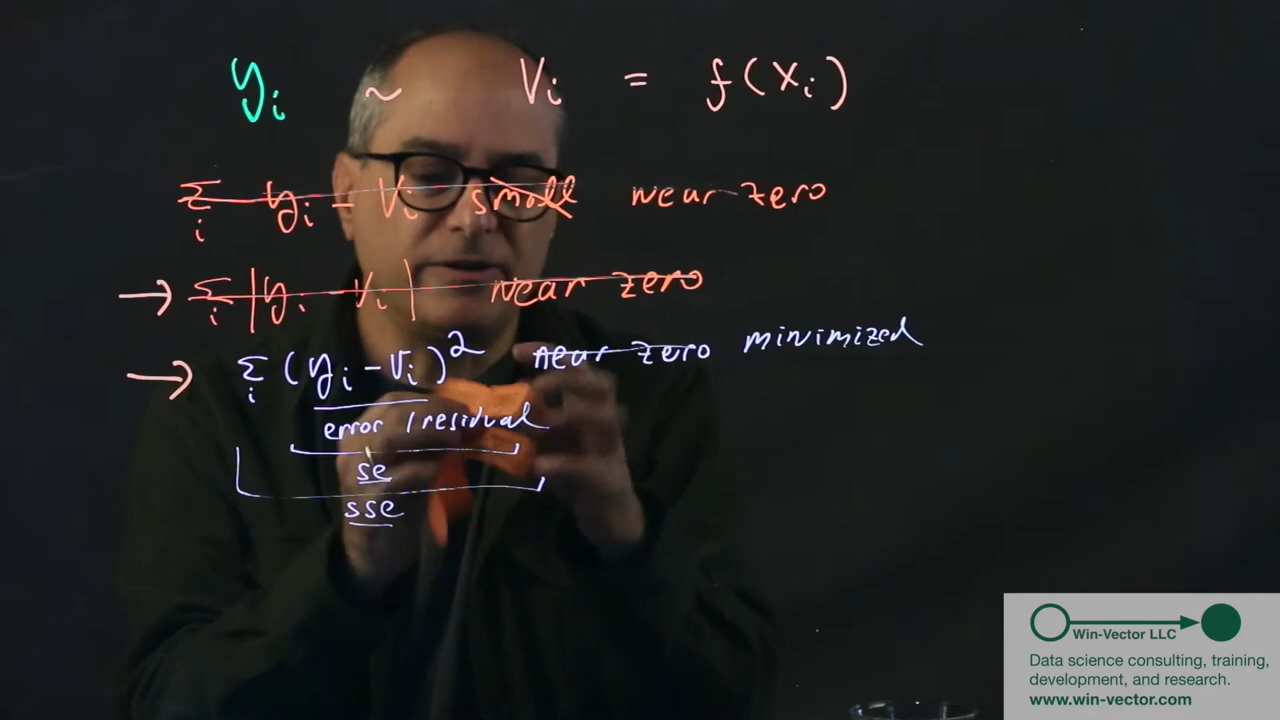 yᵢ ~ Vᵢ = f(xᵢ)
Σᵢ yᵢ - Vᵢ small near zero
→ Σᵢ |yᵢ - Vᵢ| near zero
→ Σᵢ (yᵢ - Vᵢ)² near zero minimized
error / residual
se
sse
Win-Vector LLC
Data science consulting, training,
development, and research.
www.win-vector.com